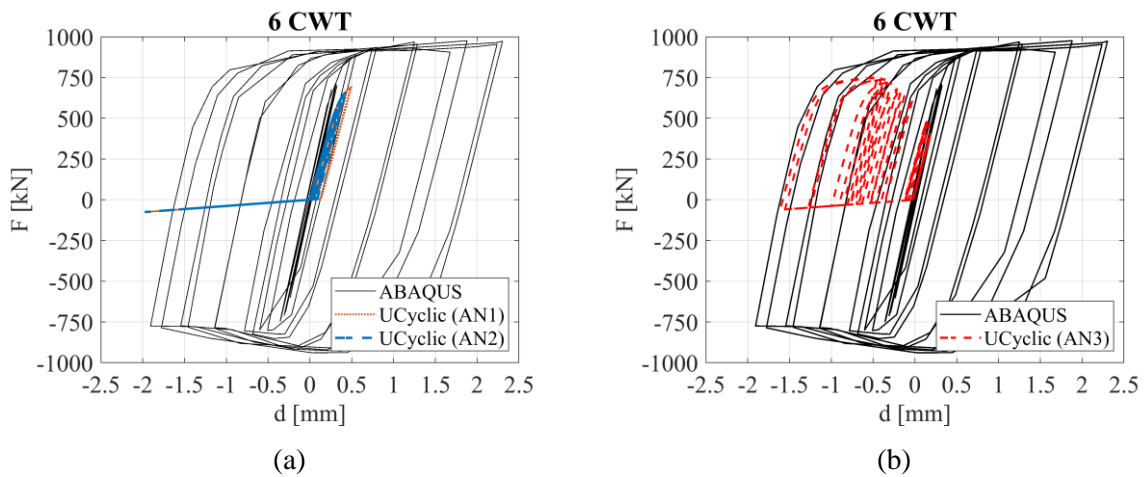 6 CWT
1000
750
500
250
0
-250
-500
-750
-1000
F [kN]
ABAQUS
UCyclic (AN1)
UCyclic (AN2)
-2.5 -2 -1.5 -1 -0.5 0 0.5 1 1.5 2 2.5
d [mm]
(a)
6 CWT
1000
750
500
250
0
-250
-500
-750
-1000
F [kN]
ABAQUS
UCyclic (AN3)
-2.5 -2 -1.5 -1 -0.5 0 0.5 1 1.5 2 2.5
d [mm]
(b)